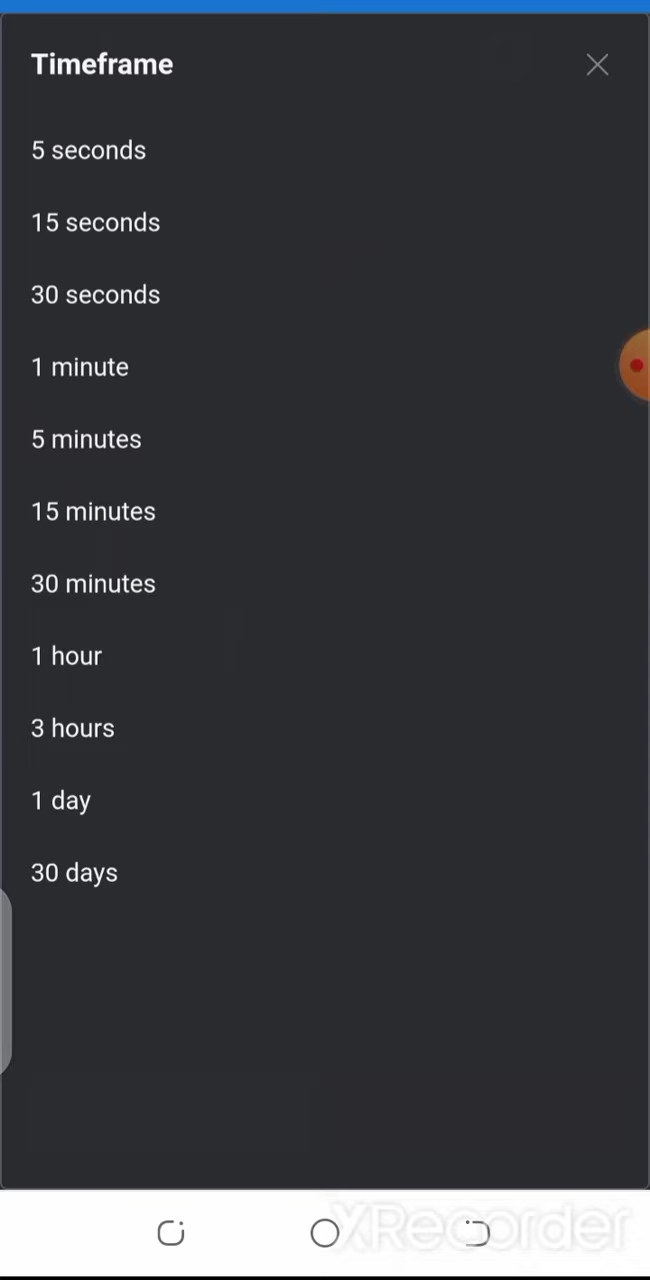 Timeframe
5 seconds
15 seconds
30 seconds
1 minute
5 minutes
15 minutes
30 minutes
1 hour
3 hours
1 day
30 days
XRecorder